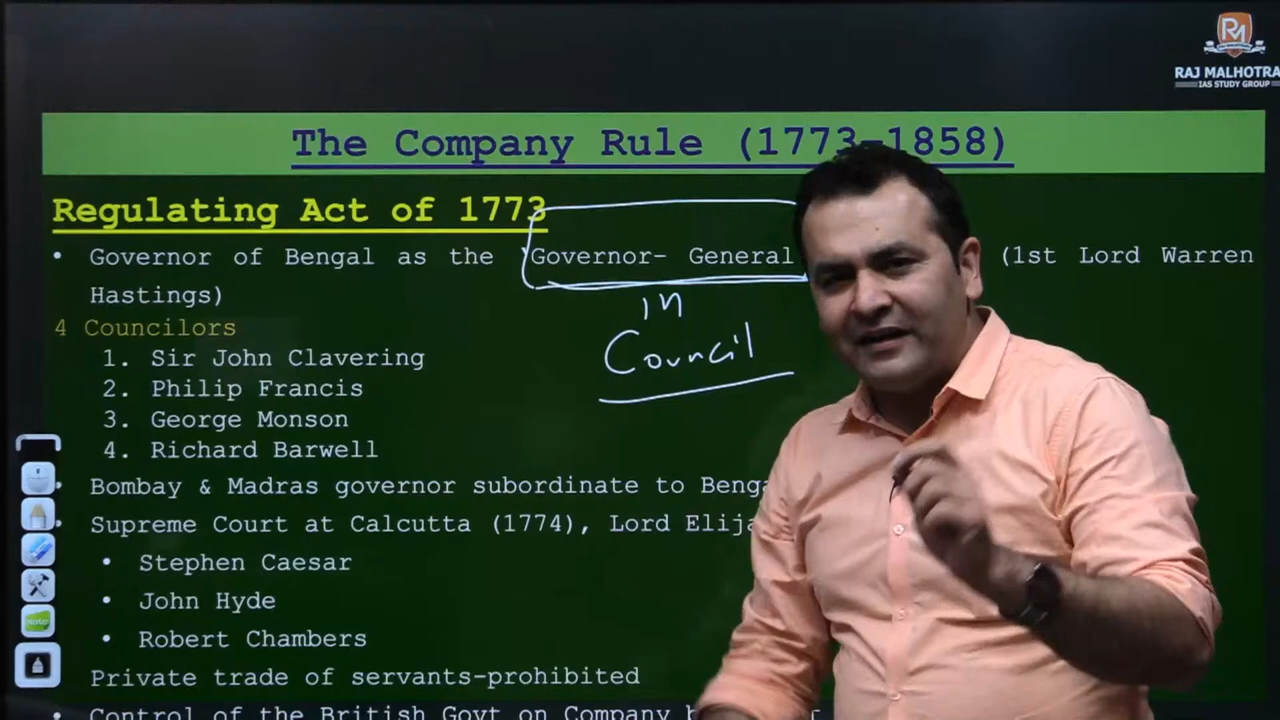 RM
RAJ MALHOTRA
IAS STUDY GROUP
The Company Rule (1773-1858)
Regulating Act of 1773
• Governor of Bengal as the Governor- General (1st Lord Warren
Hastings)
in
Council
4 Councilors
1. Sir John Clavering
2. Philip Francis
3. George Monson
4. Richard Barwell
Bombay & Madras governor subordinate to
Supreme Court at Calcutta (1774), Lord
• Stephen Caesar
• John Hyde
• Robert Chambers
Private trade of servants-prohibited
• Control of the British Govt on Company